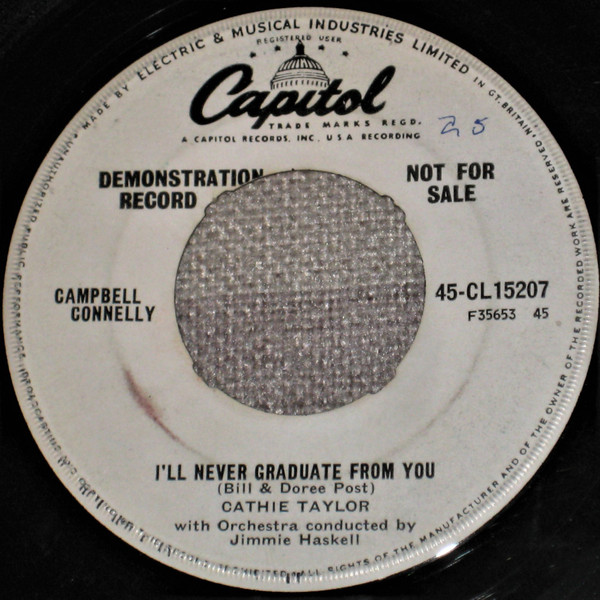 MADE BY ELECTRIC & MUSICAL INDUSTRIES LIMITED IN GT. BRITAIN.
REGISTERED USER
Capitol
TRADE MARKS REGD.
A CAPITOL RECORDS, INC., U.S.A. RECORDING
25
DEMONSTRATION
RECORD
NOT FOR
SALE
CAMPBELL
CONNELLY
45-CL15207
F35653 45
I'LL NEVER GRADUATE FROM YOU
(Bill & Doree Post)
CATHIE TAYLOR
with Orchestra conducted by
Jimmie Haskell
ALL RIGHTS OF THE MANUFACTURER AND OF THE OWNER OF THE RECORDED WORK ARE RESERVED